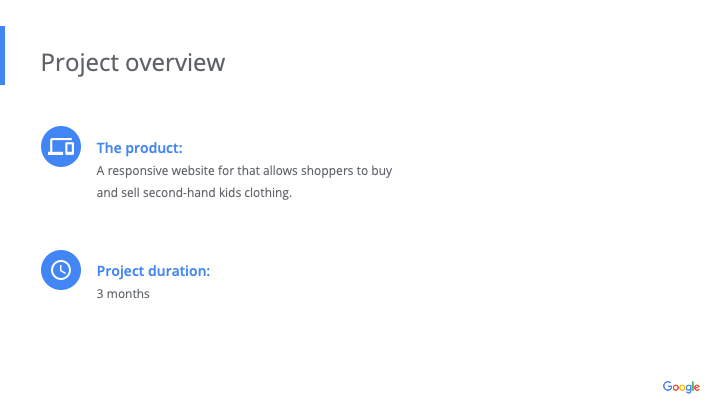 Project overview
The product:
A responsive website for that allows shoppers to buy
and sell second-hand kids clothing.
Project duration:
3 months
Google